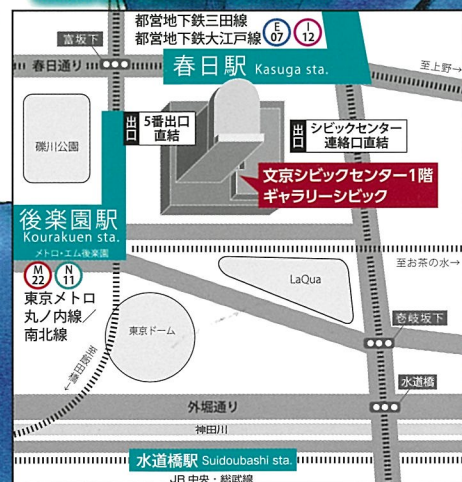 都営地下鉄三田線
都営地下鉄大江戸線
E
07
I
12
富坂下
春日通り
春日駅 Kasuga sta.
至上野→
出口
5番出口
直結
出口
シビックセンター
連絡口直結
礫川公園
文京シビックセンター1階
ギャラリーシビック
後楽園駅
Kourakuen sta.
メトロ・エム後楽園
M
22
N
11
東京メトロ
丸ノ内線/
南北線
至お茶の水→
LaQua
東京ドーム
壱岐坂下
至飯田橋→
水道橋
外堀通り
神田川
水道橋駅 Suidoubashi sta.
JR 中央・総武線